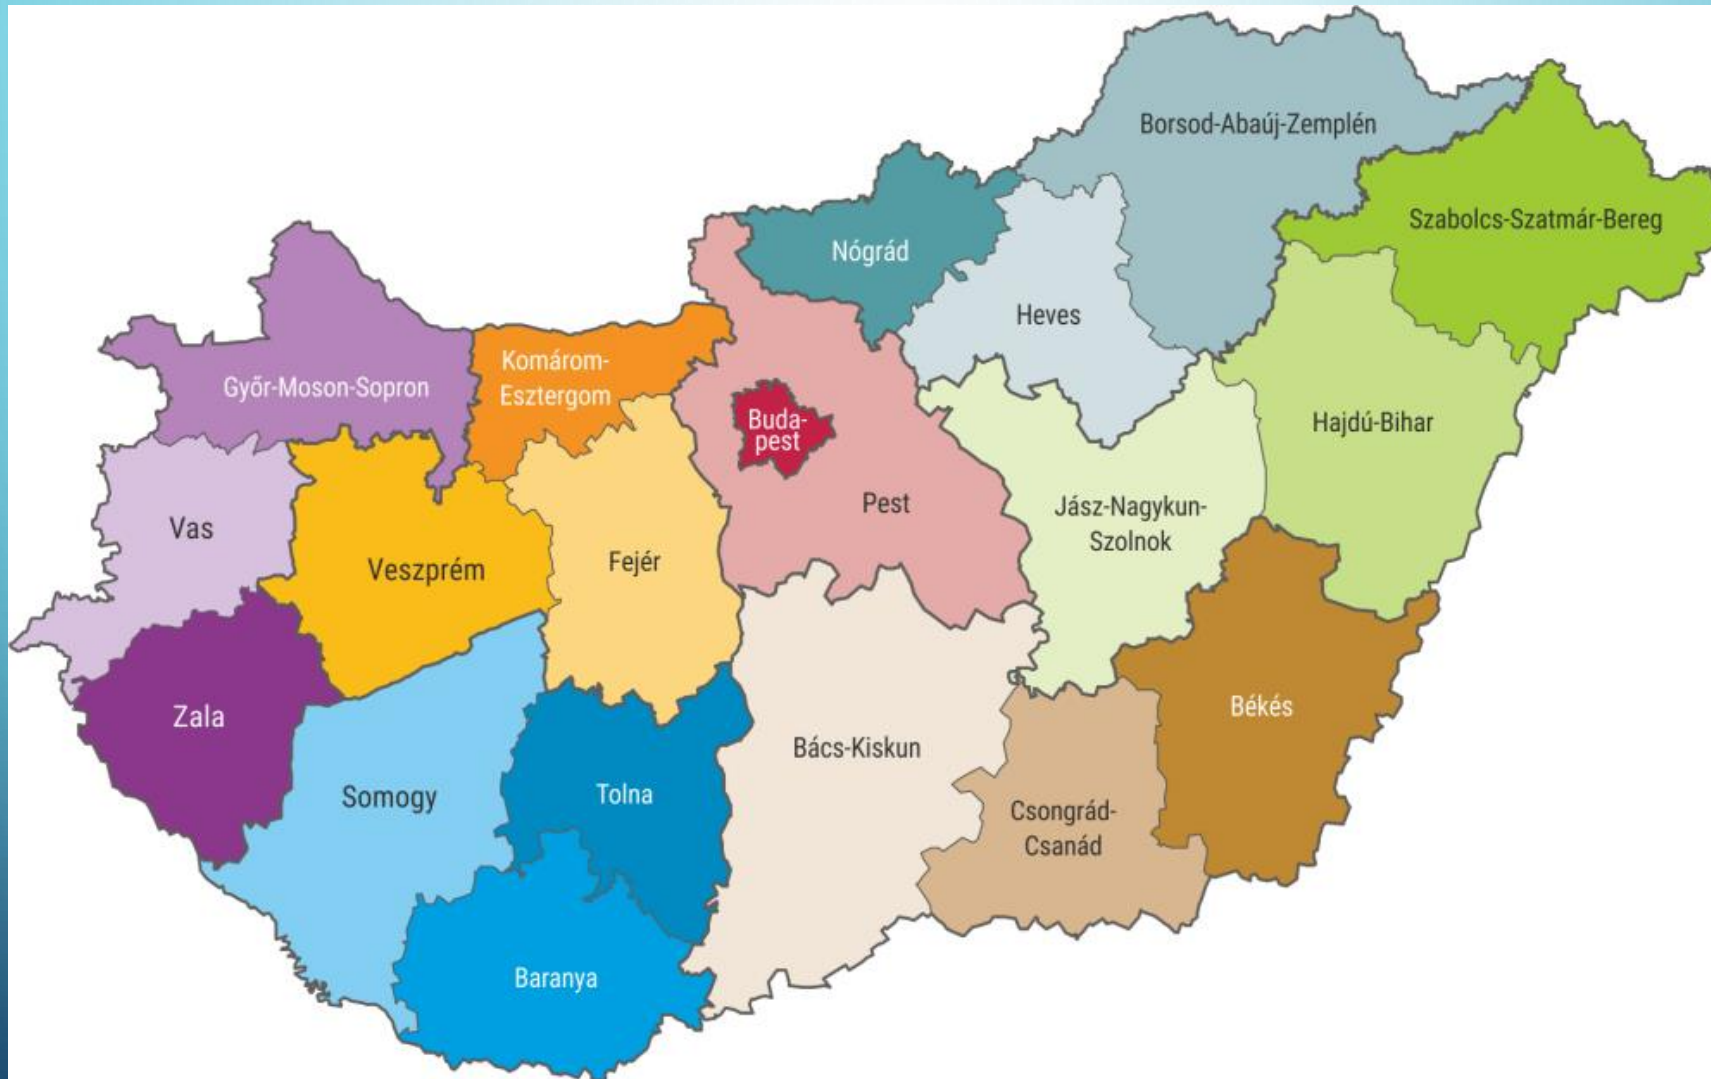 Borsod-Abaúj-Zemplén
Szabolcs-Szatmár-Bereg
Nógrád
Heves
Komárom-
Esztergom
Győr-Moson-Sopron
Buda-
pest
Hajdú-Bihar
Pest
Jász-Nagykun-
Szolnok
Vas
Veszprém
Fejér
Zala
Békés
Bács-Kiskun
Somogy
Tolna
Csongrád-
Csanád
Baranya